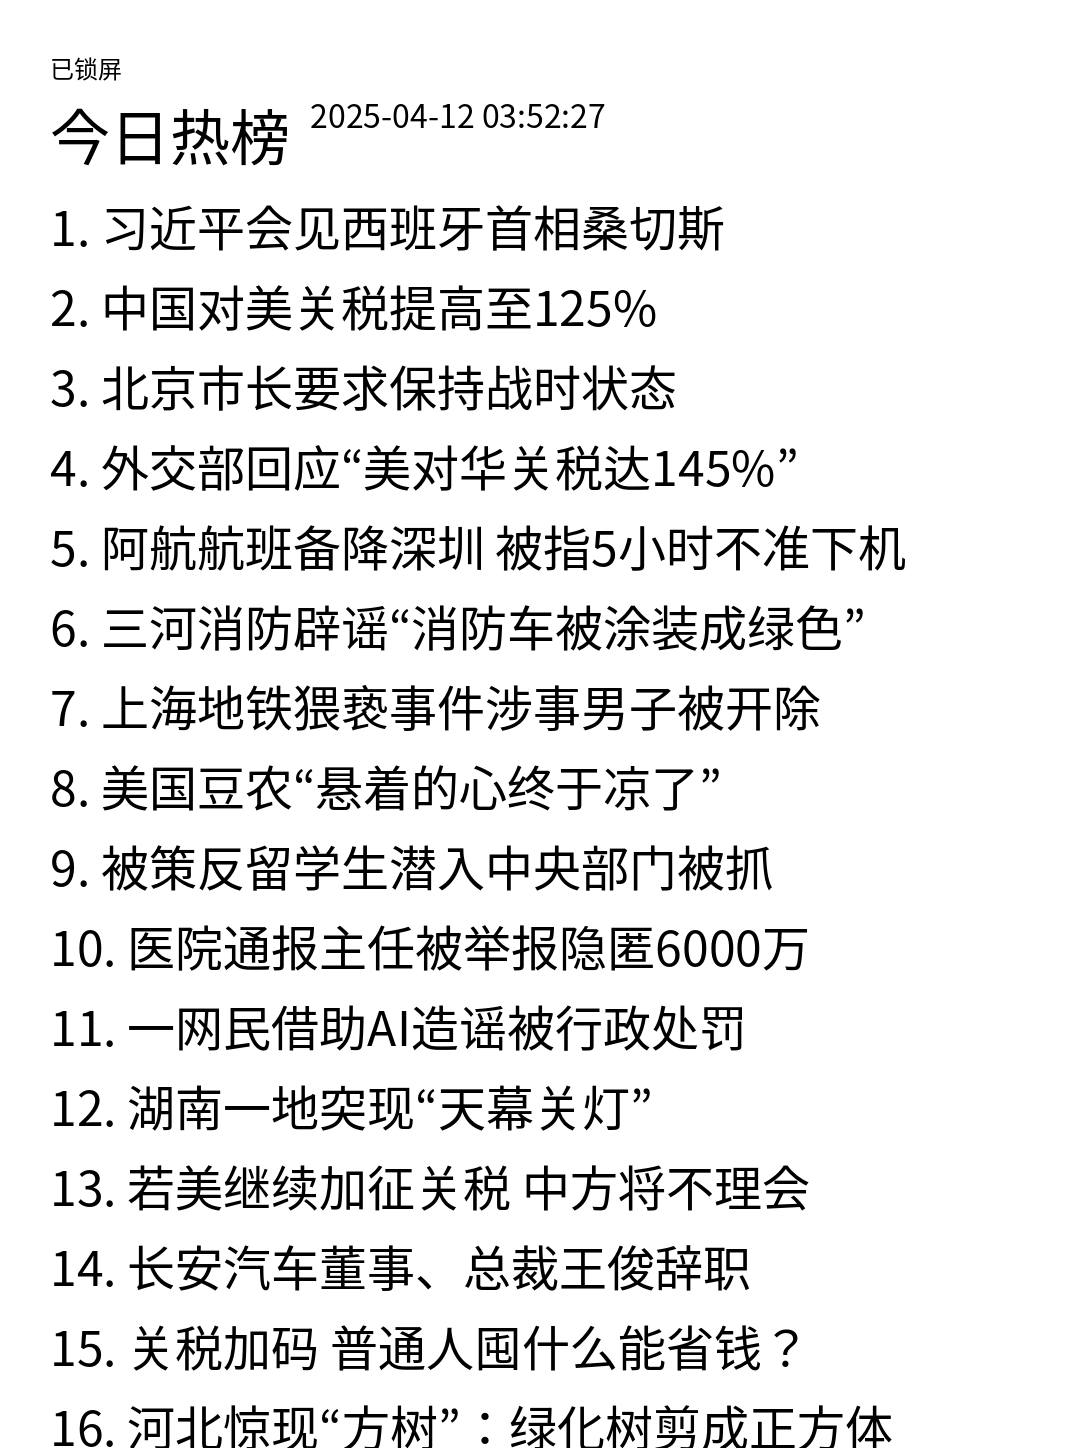 已锁屏
今日热榜 2025-04-12 03:52:27
1. 习近平会见西班牙首相桑切斯
2. 中国对美关税提高至125%
3. 北京市长要求保持战时状态
4. 外交部回应“美对华关税达145%”
5. 阿航航班备降深圳 被指5小时不准下机
6. 三河消防辟谣“消防车被涂装成绿色”
7. 上海地铁猥亵事件涉事男子被开除
8. 美国豆农“悬着的心终于凉了”
9. 被策反留学生潜入中央部门被抓
10. 医院通报主任被举报隐匿6000万
11. 一网民借助AI造谣被行政处罚
12. 湖南一地突现“天幕关灯”
13. 若美继续加征关税 中方将不理会
14. 长安汽车董事、总裁王俊辞职
15. 关税加码 普通人囤什么能省钱？
16. 河北惊现“方树”：绿化树剪成正方体